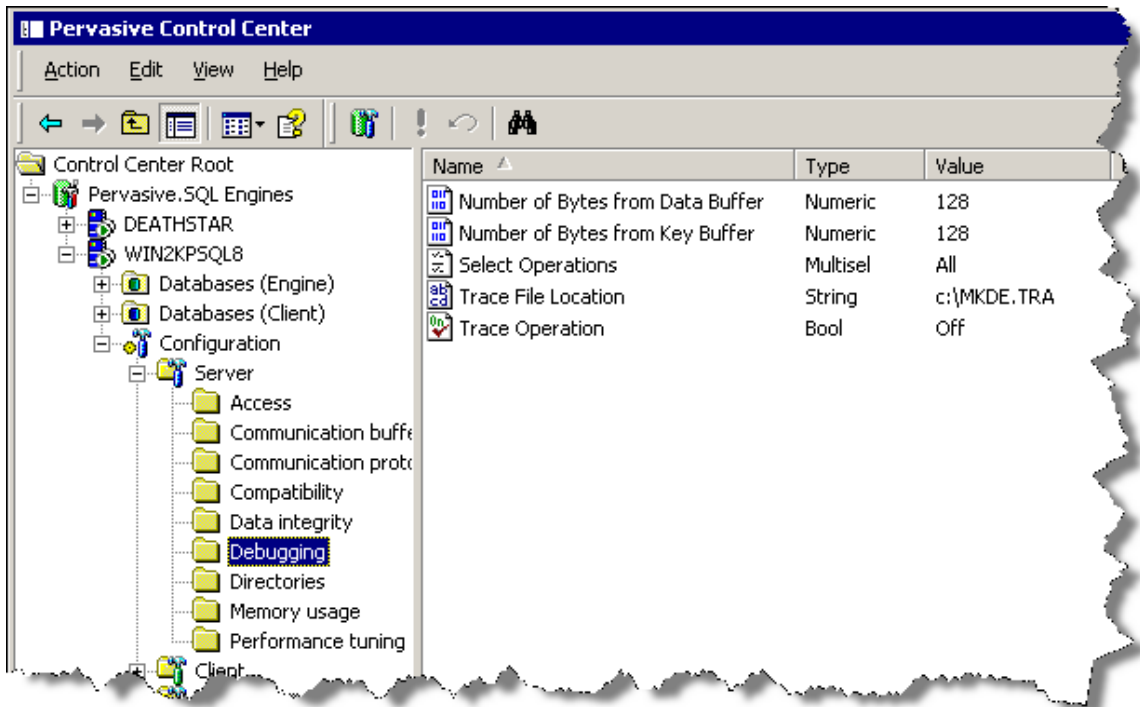 Pervasive Control Center
Action Edit View Help
Control Center Root
Pervasive.SQL Engines
DEATHSTAR
WIN2KPSQL8
Databases (Engine)
Databases (Client)
Configuration
Server
Access
Communication buffe
Communication proto
Compatibility
Data integrity
Debugging
Directories
Memory usage
Performance tuning
Client
Name Type Value
Number of Bytes from Data Buffer Numeric 128
Number of Bytes from Key Buffer Numeric 128
Select Operations Multisel All
Trace File Location String c:\MKDE.TRA
Trace Operation Bool Off